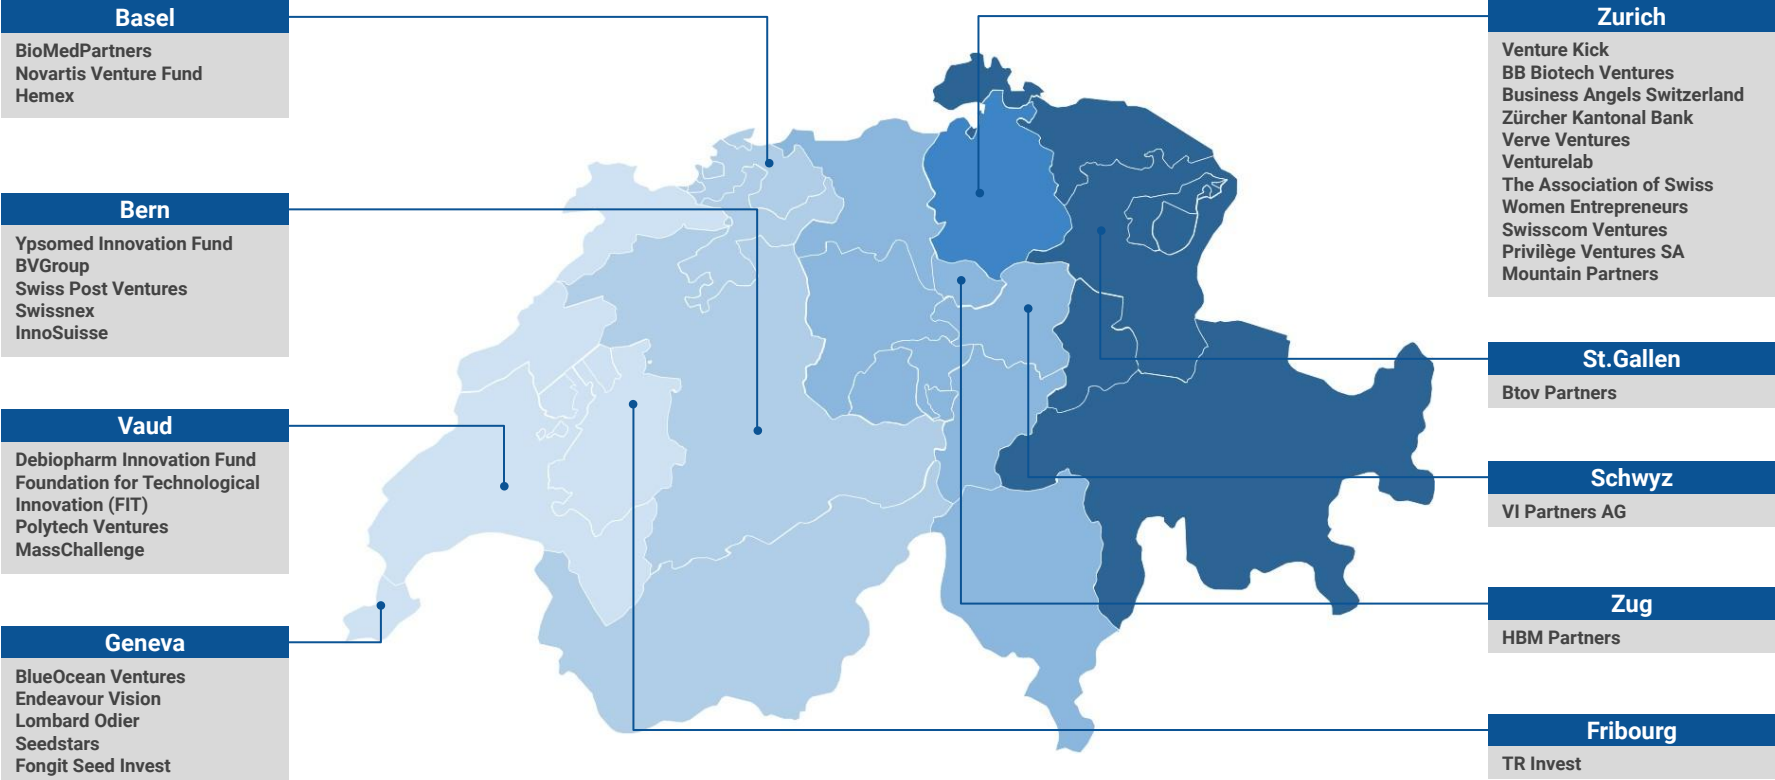 Basel
BioMedPartners
Novartis Venture Fund
Hemex
Bern
Ypsomed Innovation Fund
BVGroup
Swiss Post Ventures
Swissnex
InnoSuisse
Vaud
Debiopharm Innovation Fund
Foundation for Technological
Innovation (FIT)
Polytech Ventures
MassChallenge
Geneva
BlueOcean Ventures
Endeavour Vision
Lombard Odier
Seedstars
Fongit Seed Invest
Zurich
Venture Kick
BB Biotech Ventures
Business Angels Switzerland
Zürcher Kantonal Bank
Verve Ventures
Venturelab
The Association of Swiss
Women Entrepreneurs
Swisscom Ventures
Privilège Ventures SA
Mountain Partners
St.Gallen
Btov Partners
Schwyz
VI Partners AG
Zug
HBM Partners
Fribourg
TR Invest